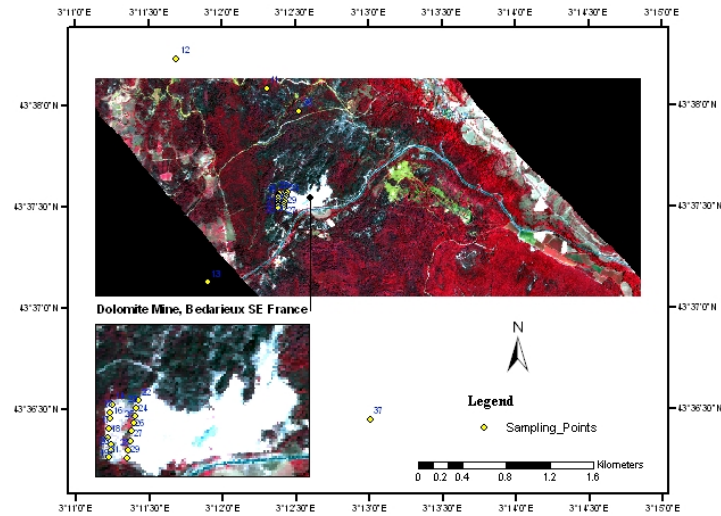 3°11'0"E 3°11'30"E 3°12'0"E 3°12'30"E 3°13'0"E 3°13'30"E 3°14'0"E 3°14'30"E 3°15'0"E
12
43°38'0"N 43°38'0"N
43°37'30"N 43°37'30"N
13
43°37'0"N 43°37'0"N
Dolomite Mine, Bedarieux SE France
N
22
16 24
26
18 27
29
43°36'30"N 43°36'30"N
37
Legend
Sampling_Points
Kilometers
0 0.2 0.4 0.8 1.2 1.6
3°11'0"E 3°11'30"E 3°12'0"E 3°12'30"E 3°13'0"E 3°13'30"E 3°14'0"E 3°14'30"E 3°15'0"E